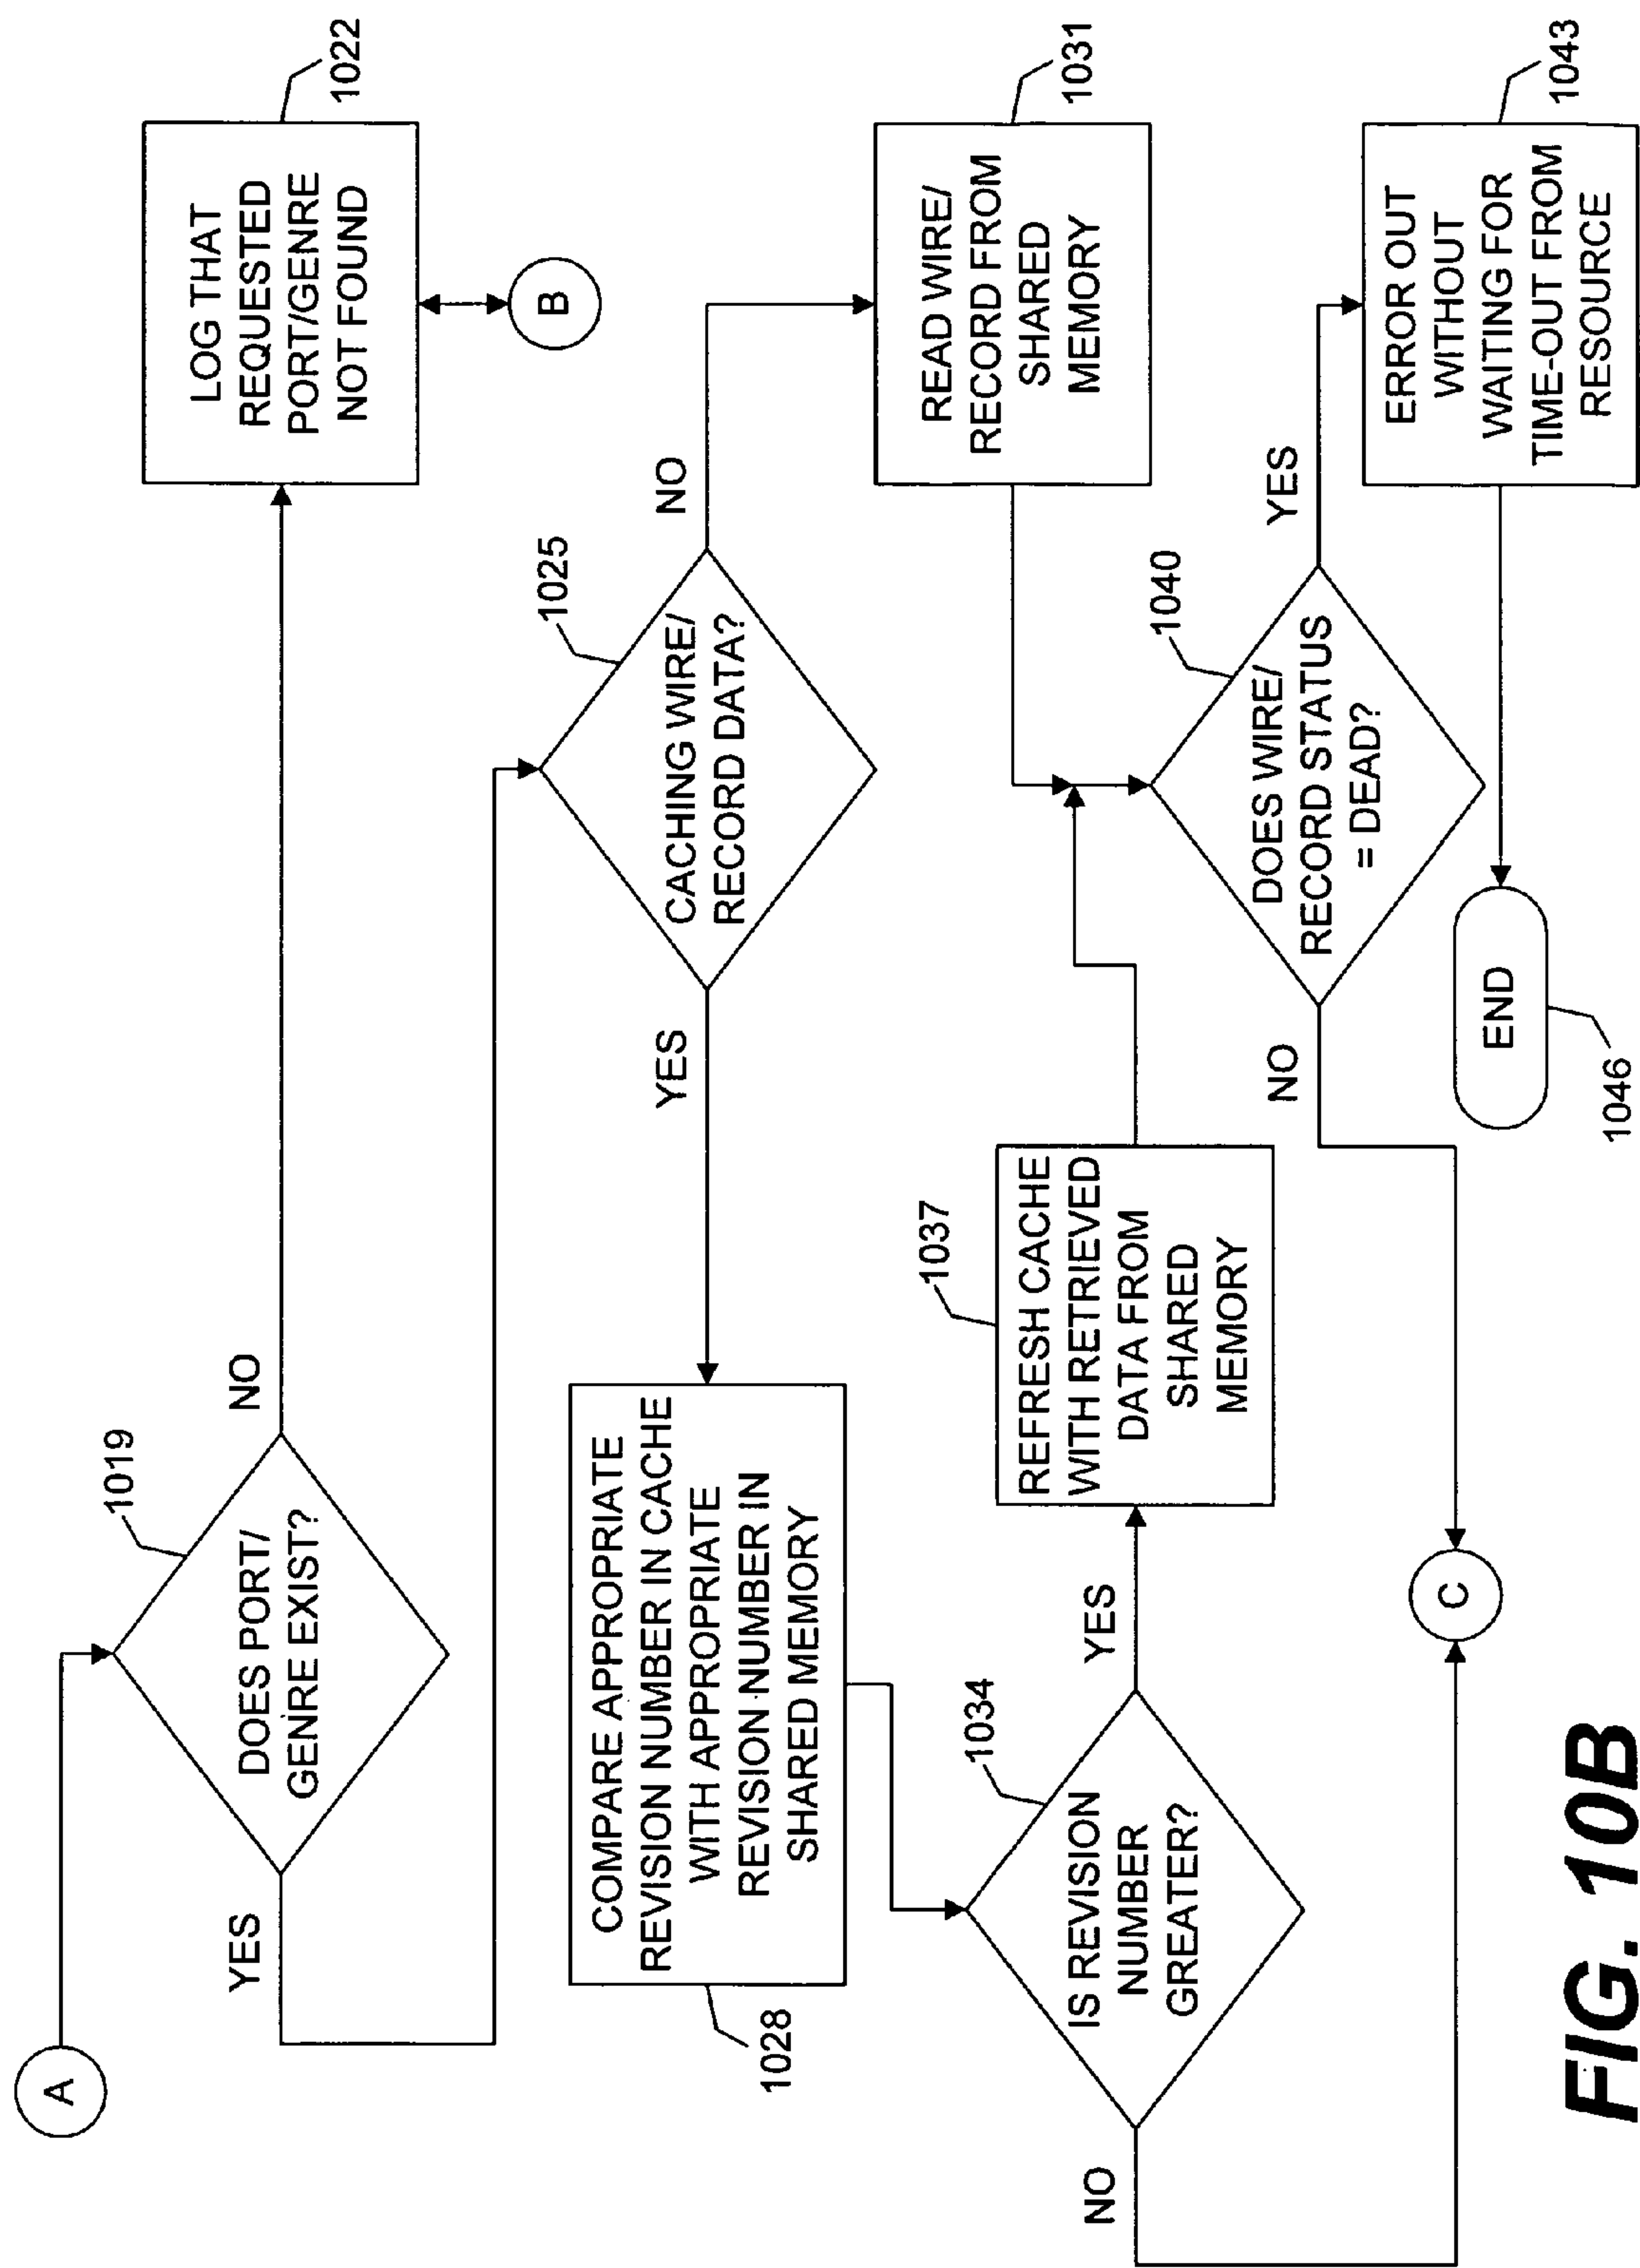 A
DOES PORT/
GENRE EXIST?
1019
YES
NO
LOG THAT
REQUESTED
PORT/GENRE
NOT FOUND
1022
B
CACHING WIRE/
RECORD DATA?
1025
YES
NO
COMPARE APPROPRIATE
REVISION NUMBER IN CACHE
WITH APPROPRIATE
REVISION NUMBER IN
SHARED MEMORY
1028
READ WIRE/
RECORD FROM
SHARED
MEMORY
1031
IS REVISION
NUMBER
GREATER?
1034
NO
YES
REFRESH CACHE
WITH RETRIEVED
DATA FROM
SHARED
MEMORY
1037
DOES WIRE/
RECORD STATUS
= DEAD?
1040
NO
YES
ERROR OUT
WITHOUT
WAITING FOR
TIME-OUT FROM
RESOURCE
1043
C
END
1046
FIG. 10B